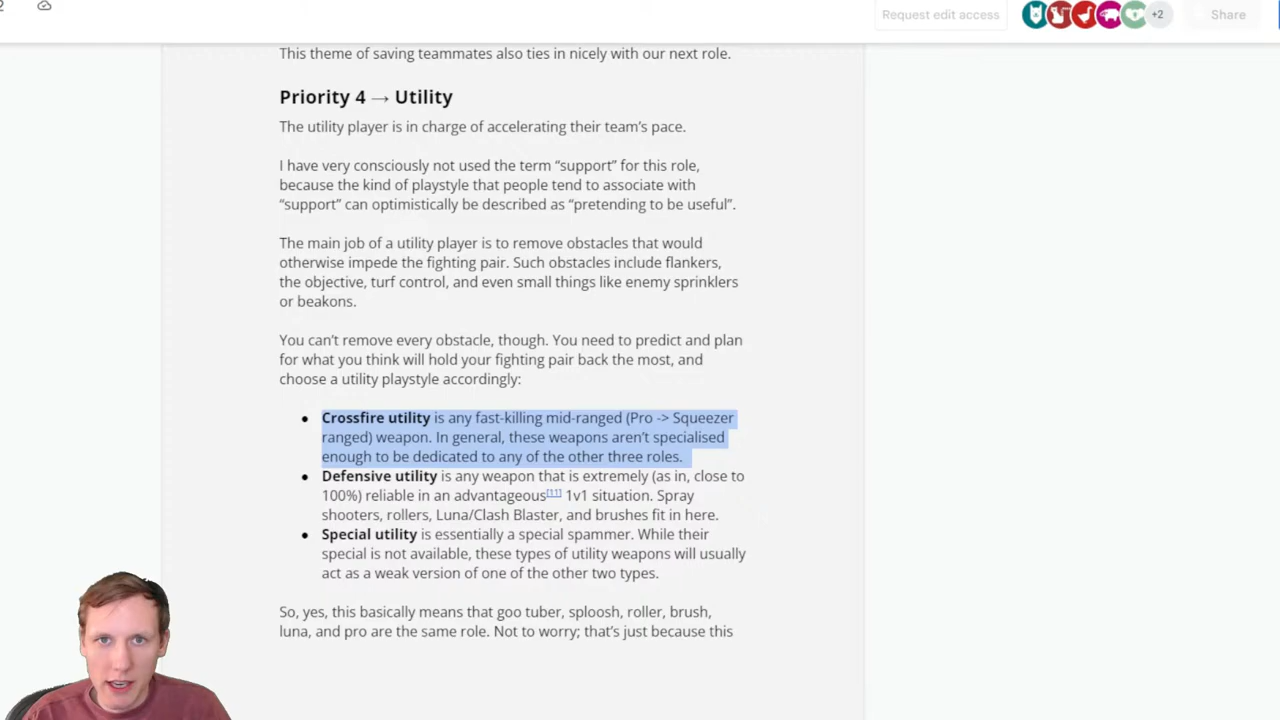 2
Request edit access
+2
Share
This theme of saving teammates also ties in nicely with our next role.
Priority 4 → Utility
The utility player is in charge of accelerating their team's pace.
I have very consciously not used the term “support” for this role,
because the kind of playstyle that people tend to associate with
“support” can optimistically be described as “pretending to be useful”.
The main job of a utility player is to remove obstacles that would
otherwise impede the fighting pair. Such obstacles include flankers,
the objective, turf control, and even small things like enemy sprinklers
or beakons.
You can't remove every obstacle, though. You need to predict and plan
for what you think will hold your fighting pair back the most, and
choose a utility playstyle accordingly:
● Crossfire utility is any fast-killing mid-ranged (Pro -> Squeezer
ranged) weapon. In general, these weapons aren't specialised
enough to be dedicated to any of the other three roles.
● Defensive utility is any weapon that is extremely (as in, close to
100%) reliable in an advantageous[11] 1v1 situation. Spray
shooters, rollers, Luna/Clash Blaster, and brushes fit in here.
● Special utility is essentially a special spammer. While their
special is not available, these types of utility weapons will usually
act as a weak version of one of the other two types.
So, yes, this basically means that goo tuber, sploosh, roller, brush,
luna, and pro are the same role. Not to worry; that's just because this